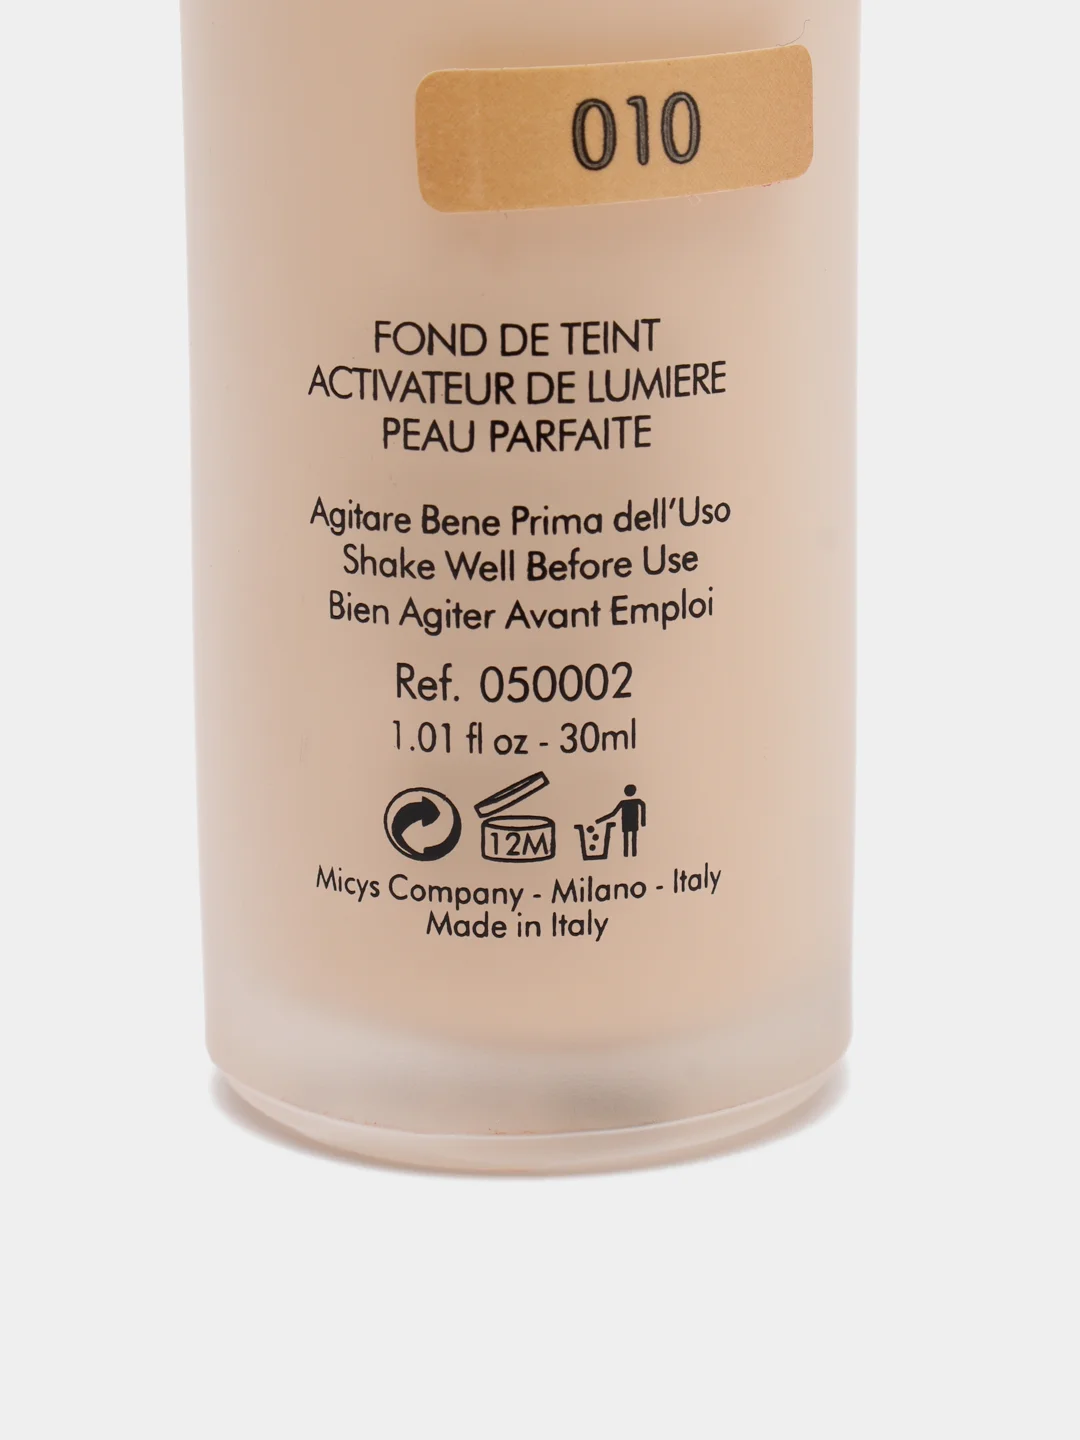 010
FOND DE TEINT
ACTIVATEUR DE LUMIERE
PEAU PARFAITE
Agitare Bene Prima dell'Uso
Shake Well Before Use
Bien Agiter Avant Emploi
Ref. 050002
1.01 fl oz - 30ml
12M
Micys Company - Milano - Italy
Made in Italy